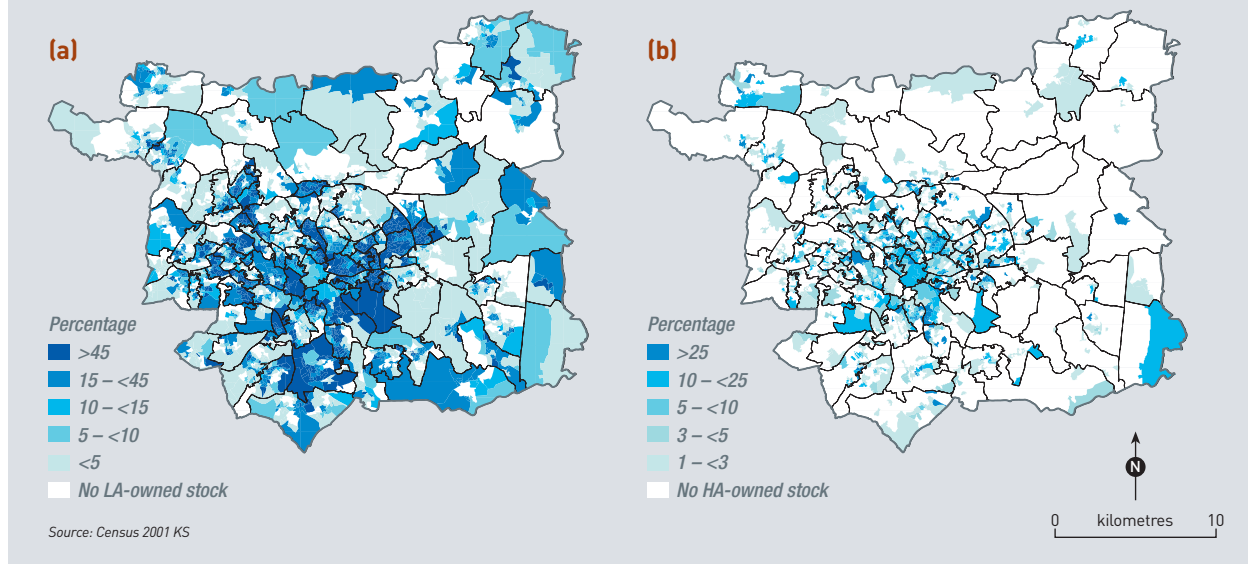 (a)
Percentage
>45
15 – <45
10 – <15
5 – <10
<5
No LA-owned stock
Source: Census 2001 KS
(b)
Percentage
>25
10 – <25
5 – <10
3 – <5
1 – <3
No HA-owned stock
N
0 kilometres 10